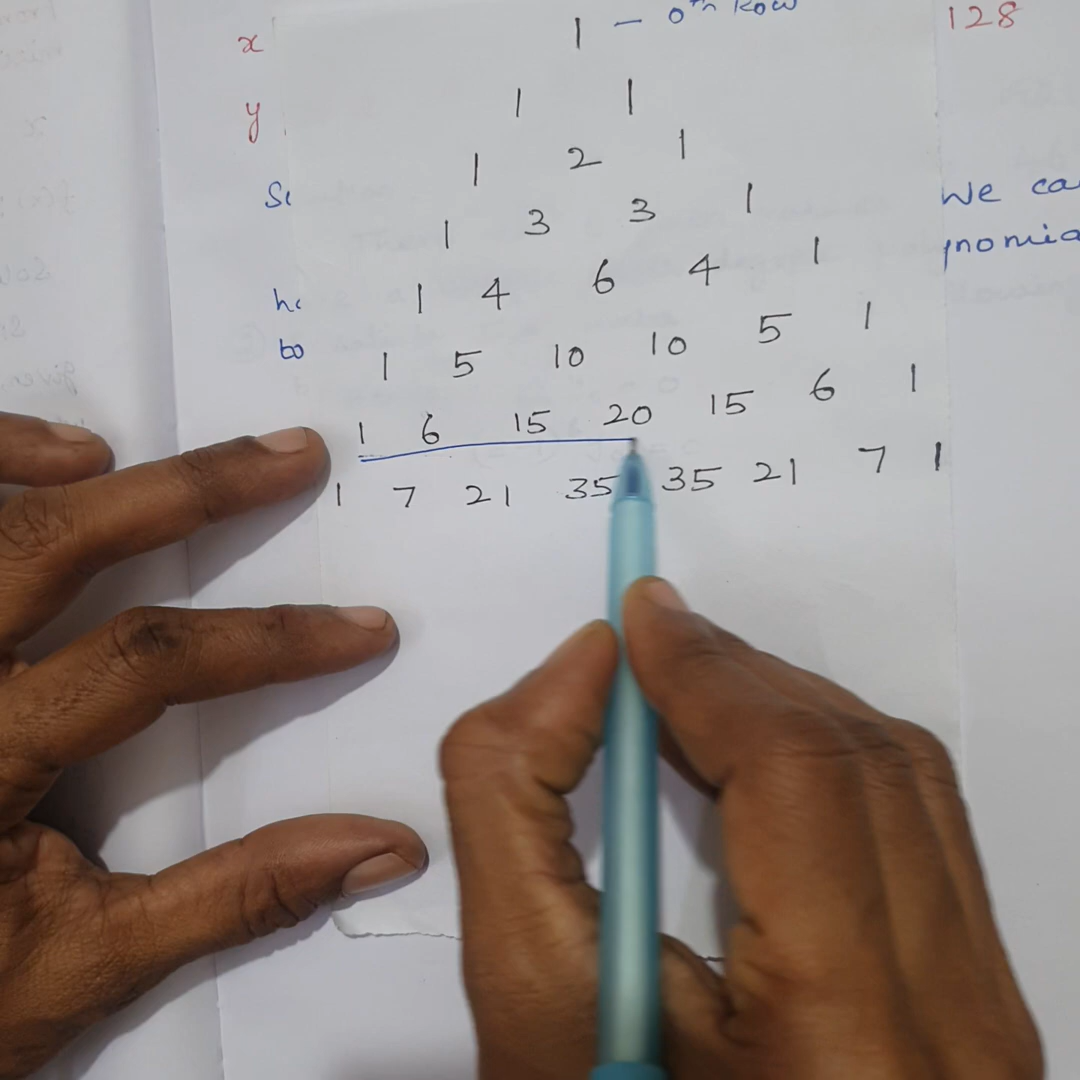 x 1 - 0th Row 128
y 1 1
1 2 1
We
1 3 3 1
1 4 6 4 1
1 5 10 10 5 1
1 6 15 20 15 6 1
1 7 21 35 35 21 7 1